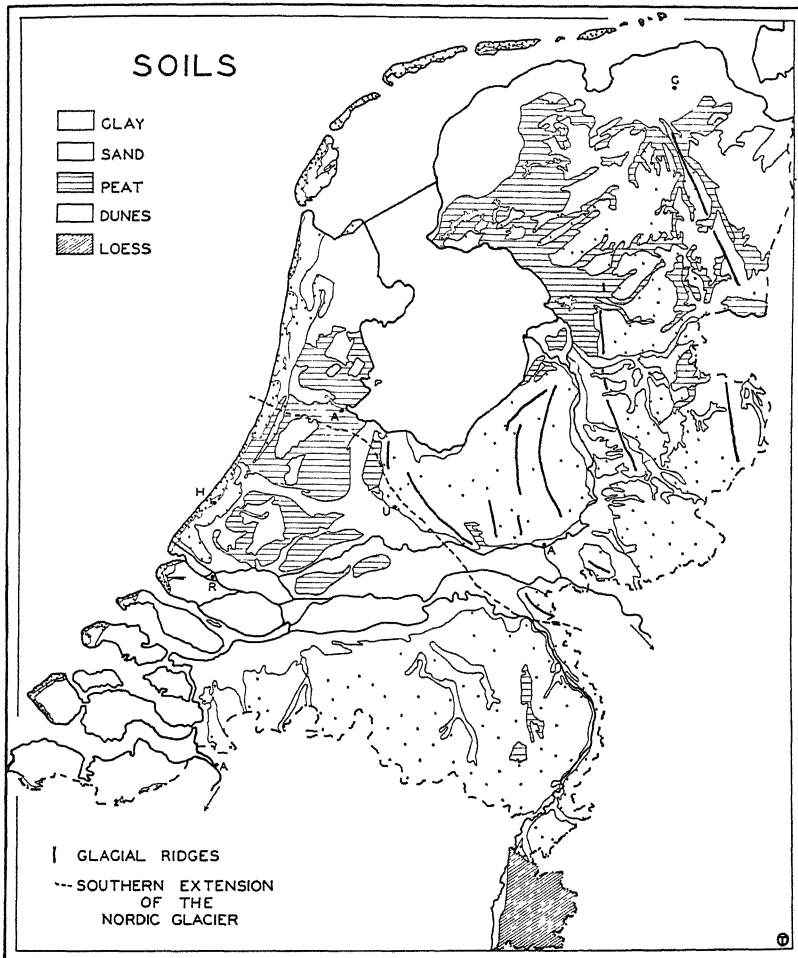 SOILS
CLAY
SAND
PEAT
DUNES
LOESS
G
A
H
U
A
R
A
GLACIAL RIDGES
SOUTHERN EXTENSION
OF THE
NORDIC GLACIER
T